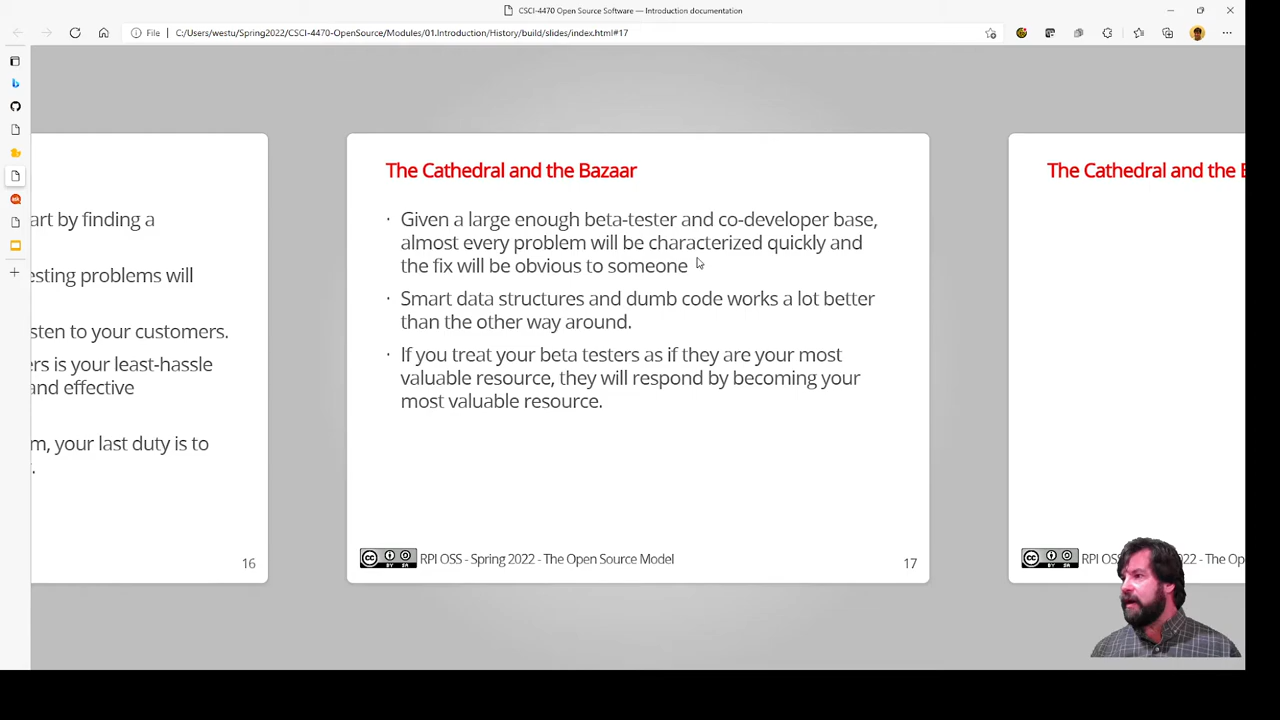 CSCI-4470 Open Source Software — Introduction documentation
File
C:/Users/westu/Spring2022/CSCI-4470-OpenSource/Modules/01.Introduction/History/build/slides/index.html#17
art by finding a
esting problems will
sten to your customers.
ers is your least-hassle
and effective
m, your last duty is to
r.
16
The Cathedral and the Bazaar
· Given a large enough beta-tester and co-developer base,
almost every problem will be characterized quickly and
the fix will be obvious to someone
· Smart data structures and dumb code works a lot better
than the other way around.
· If you treat your beta testers as if they are your most
valuable resource, they will respond by becoming your
most valuable resource.
cc BY SA RPI OSS - Spring 2022 - The Open Source Model
17
The Cathedral and the B
cc BY RPI
22 - The Op